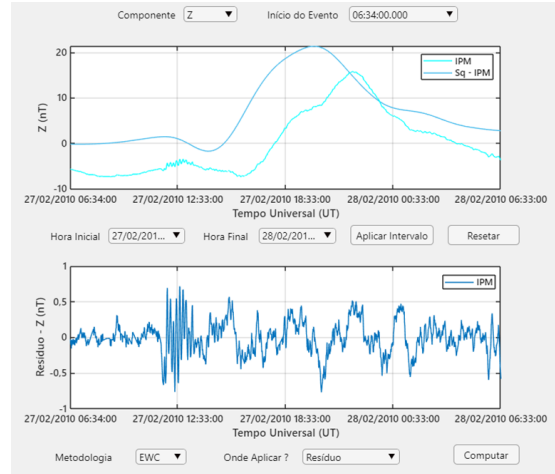 Componente Z Início do Evento 06:34:00.000
IPM
Sq - IPM
20
10
0
-10
Z (nT)
27/02/2010 06:34:00 27/02/2010 12:33:00 27/02/2010 18:33:00 28/02/2010 00:33:00 28/02/2010 06:33:00
Tempo Universal (UT)
Hora Inicial 27/02/201... Hora Final 28/02/201... Aplicar Intervalo Resetar
IPM
1
0,5
0
-0,5
-1
Resíduo - Z (nT)
27/02/2010 06:34:00 27/02/2010 12:33:00 27/02/2010 18:33:00 28/02/2010 00:33:00 28/02/2010 06:33:00
Tempo Universal (UT)
Metodologia EWC Onde Aplicar ? Resíduo Computar